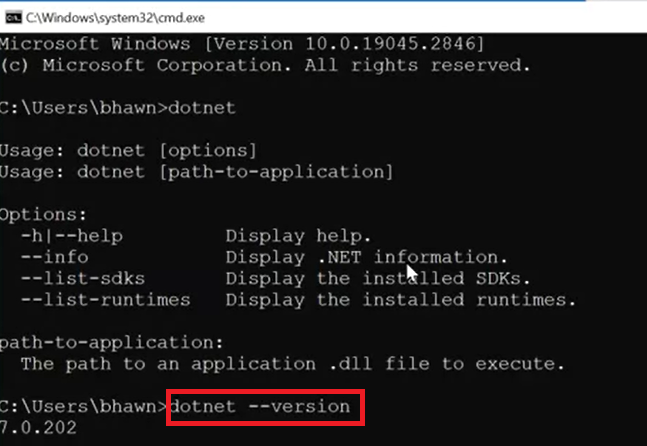 C:\Windows\system32\cmd.exe
Microsoft Windows [Version 10.0.19045.2846]
(c) Microsoft Corporation. All rights reserved.
C:\Users\bhawn>dotnet
Usage: dotnet [options]
Usage: dotnet [path-to-application]
Options:
-h|--help Display help.
--info Display .NET information.
--list-sdks Display the installed SDKs.
--list-runtimes Display the installed runtimes.
path-to-application:
The path to an application .dll file to execute.
C:\Users\bhawn>dotnet --version
7.0.202